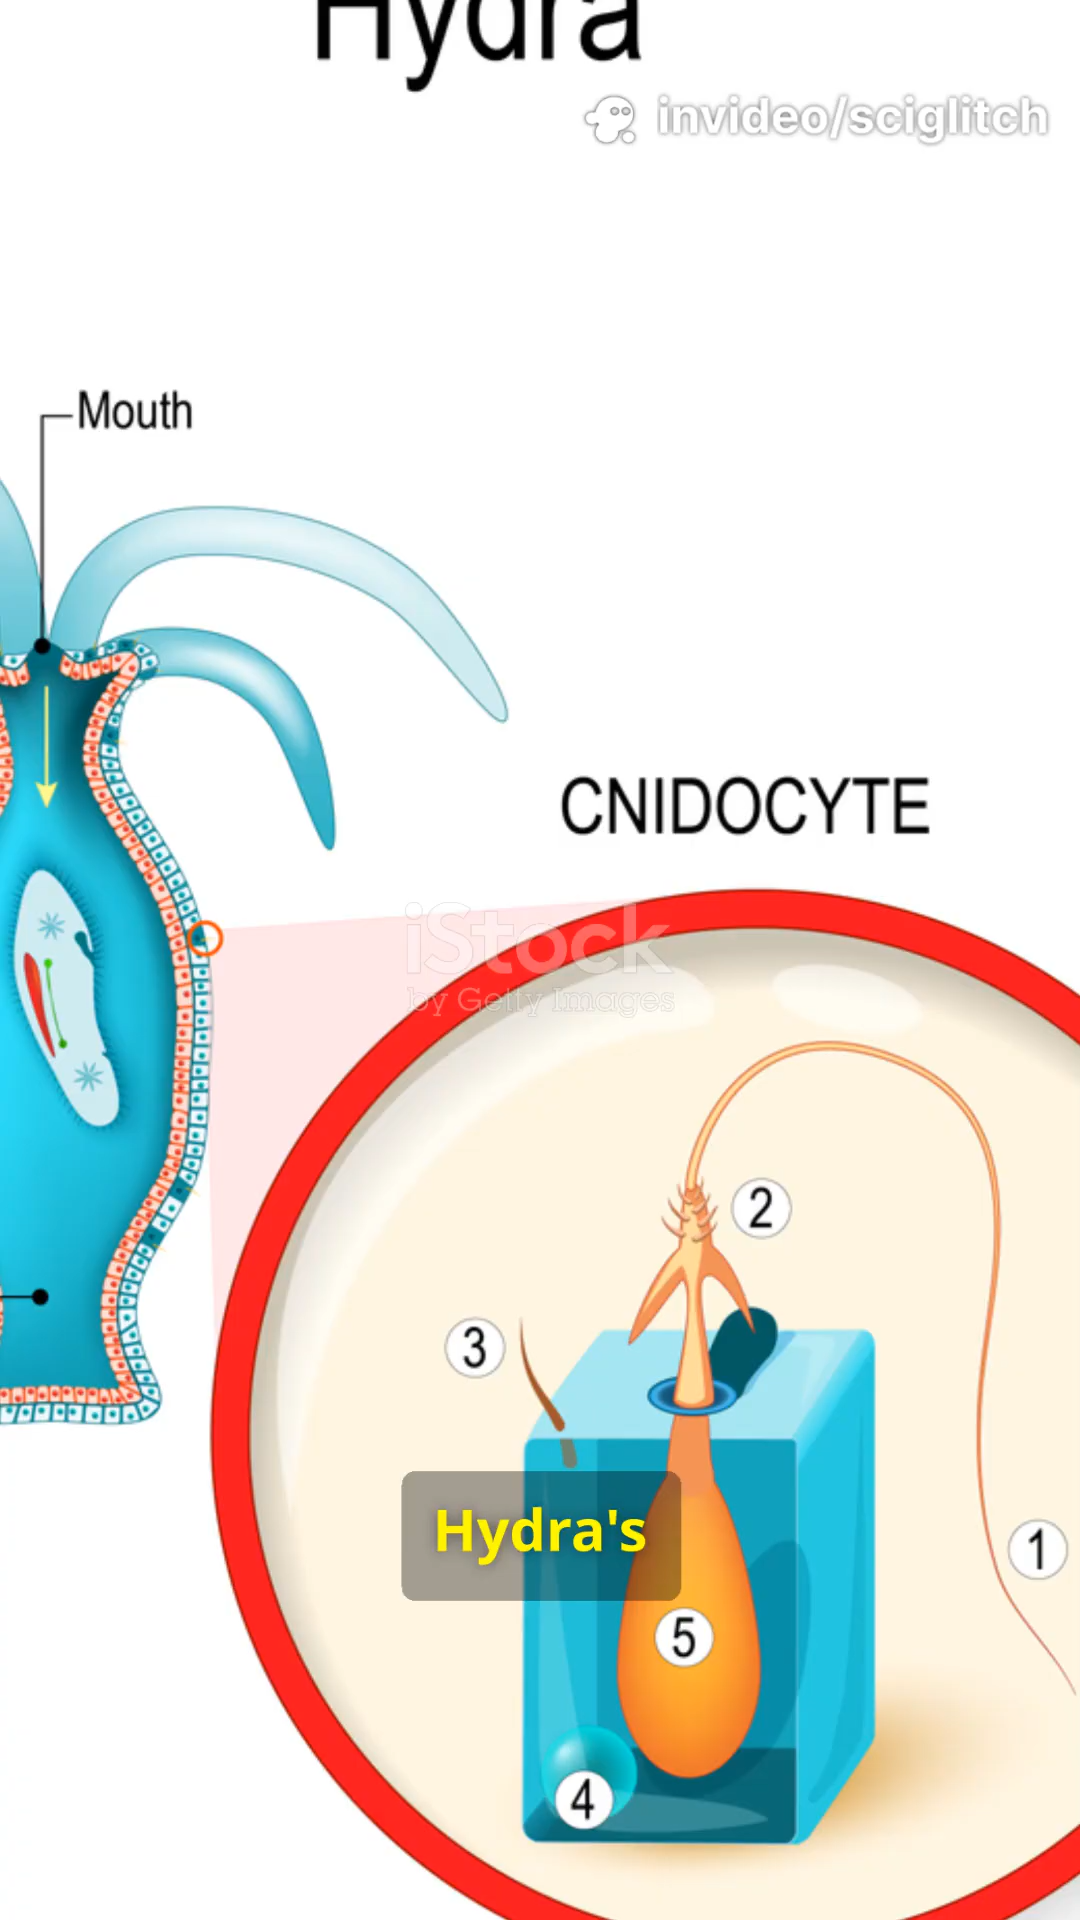 Hydra
invideo/sciglitch
Mouth
CNIDOCYTE
iStock
by Getty Images
2
3
Hydra's
1
5
4